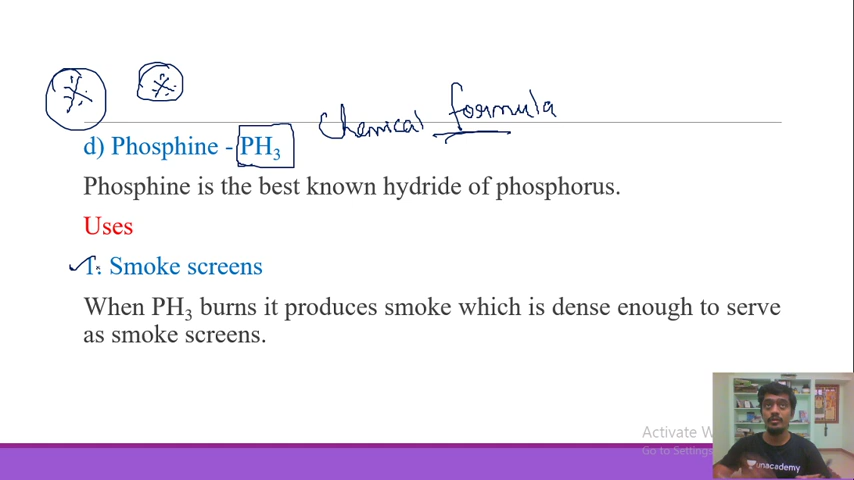 chemical formula
d) Phosphine - PH₃
Phosphine is the best known hydride of phosphorus.
Uses
1. Smoke screens
When PH₃ burns it produces smoke which is dense enough to serve
as smoke screens.
Activate W
Go to Settings
unacademy